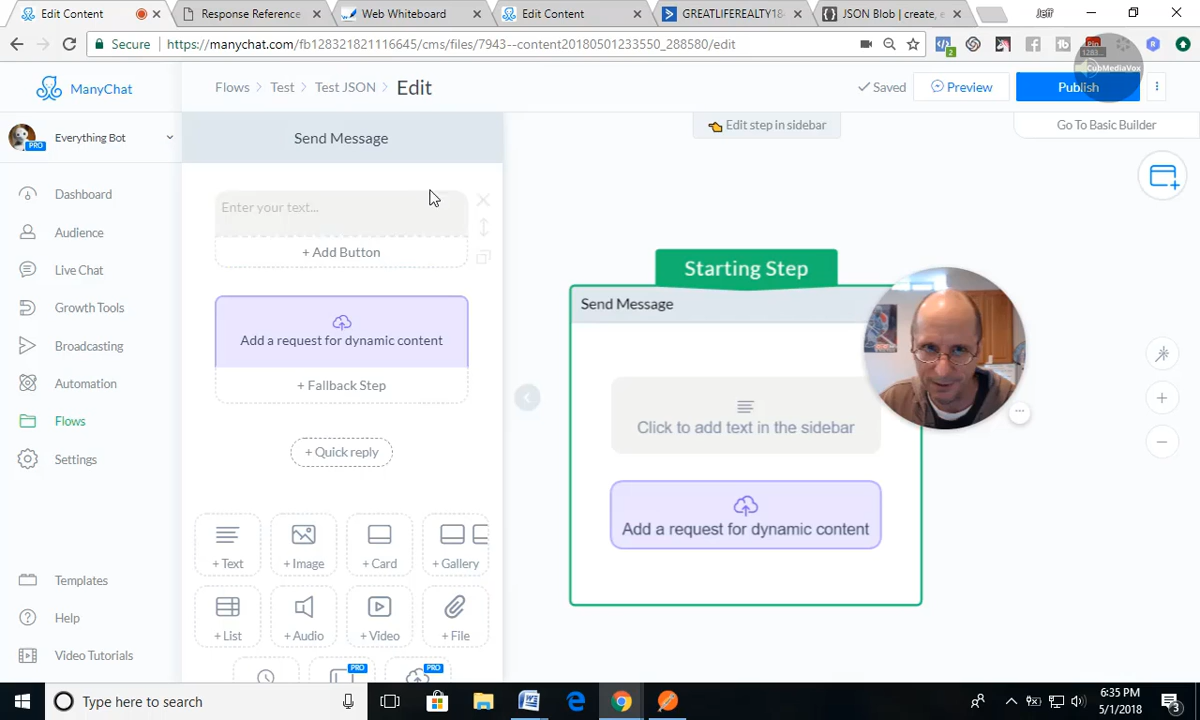 Edit Content
Response Reference
Web Whiteboard
Edit Content
GREATLIFEREALTY18
JSON Blob | create, e
Jeff
Secure
https://manychat.com/fb128321821116645/cms/files/7943--content20180501233550_288580/edit
2
1283...
CubMediaVox
ManyChat
Flows > Test > Test JSON > Edit
Saved
Preview
Publish
Everything Bot
PRO
Send Message
Edit step in sidebar
Go To Basic Builder
Dashboard
Audience
Live Chat
Growth Tools
Broadcasting
Automation
Flows
Settings
Templates
Help
Video Tutorials
Enter your text...
+ Add Button
Add a request for dynamic content
+ Fallback Step
+ Quick reply
+ Text
+ Image
+ Card
+ Gallery
+ List
+ Audio
+ Video
+ File
PRO
PRO
Starting Step
Send Message
Click to add text in the sidebar
Add a request for dynamic content
Type here to search
6:35 PM
5/1/2018
3